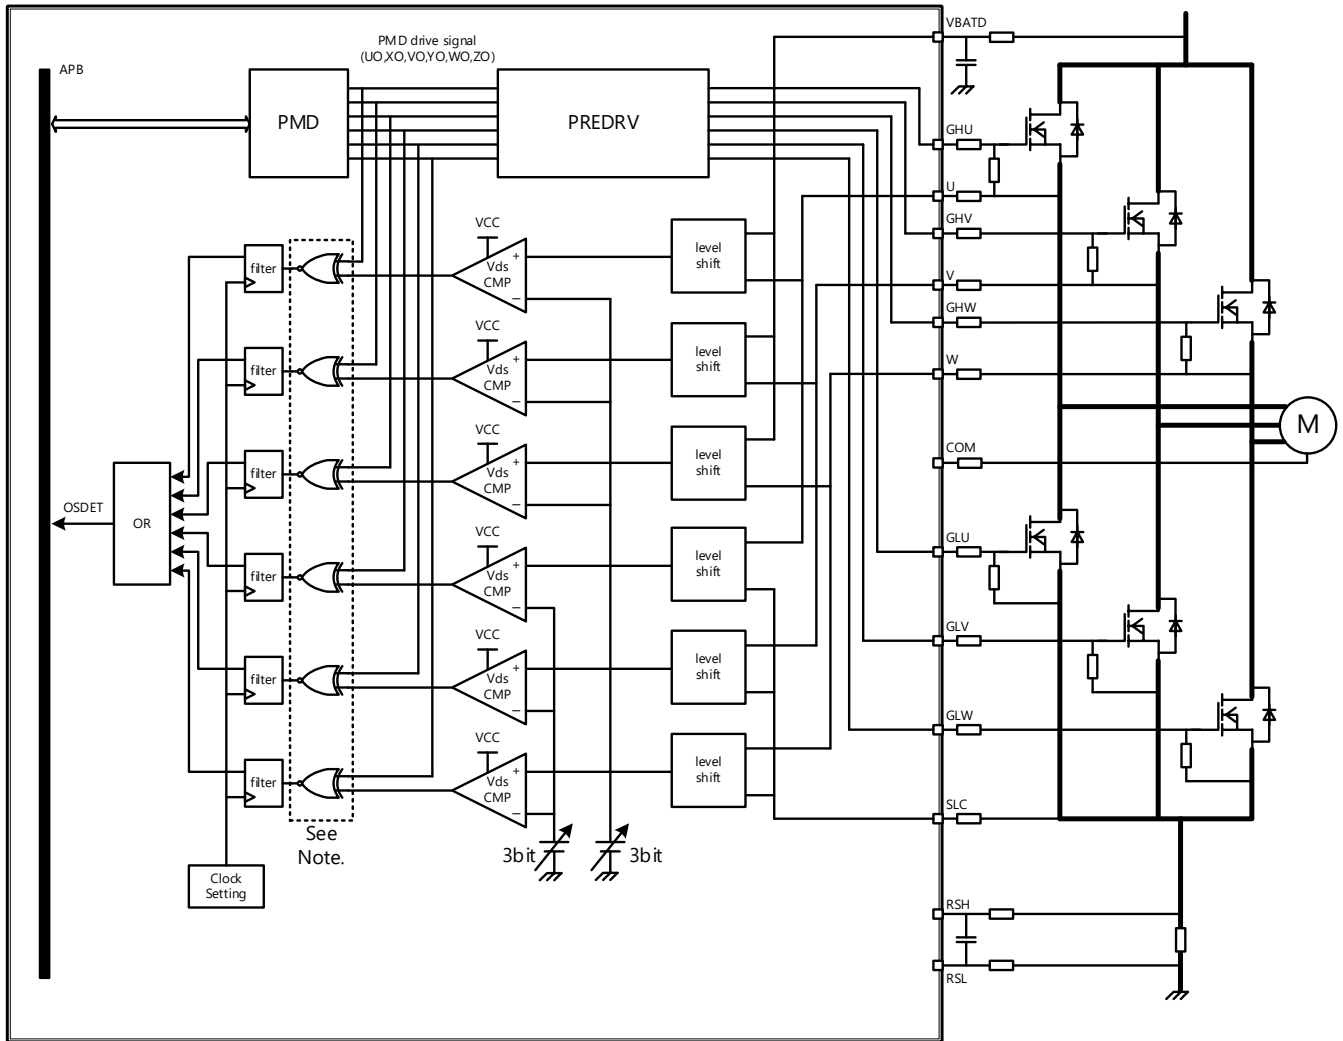 PMD drive signal
(UO,XO,VO,YO,WO,ZO)
VBATD
APB
PMD
PREDRV
GHU
U
GHV
V
GHW
W
COM
GLU
GLV
GLW
SLC
RSH
RSL
M
VCC
+
Vds
CMP
−
level
shift
filter
VCC
+
Vds
CMP
−
level
shift
filter
VCC
+
Vds
CMP
−
level
shift
filter
VCC
+
Vds
CMP
−
level
shift
filter
VCC
+
Vds
CMP
−
level
shift
filter
VCC
+
Vds
CMP
−
level
shift
filter
OSDET
OR
See
Note.
3bit
3bit
Clock
Setting